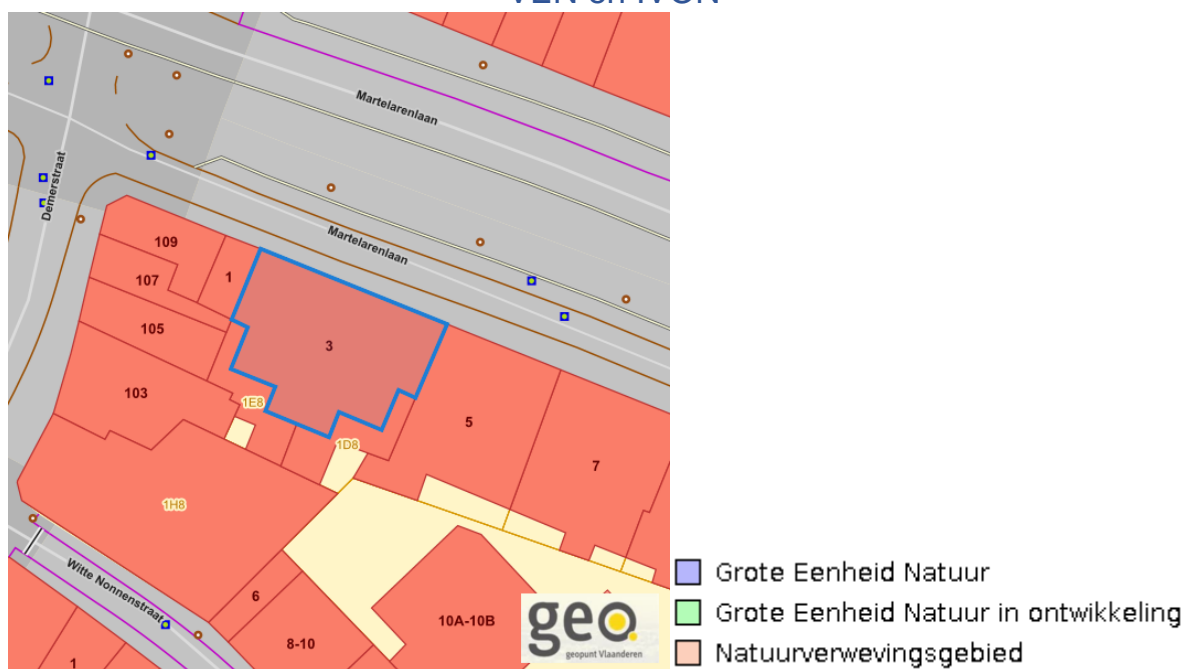 VEN en IVON
Martelarenlaan
Demerstraat
Martelarenlaan
109
107
1
105
3
103
1E8
1D8
5
7
1H8
Witte Nonnenstraat
6
8-10
10A-10B
1
geo
geopunt Vlaanderen
Grote Eenheid Natuur
Grote Eenheid Natuur in ontwikkeling
Natuurverwevingsgebied